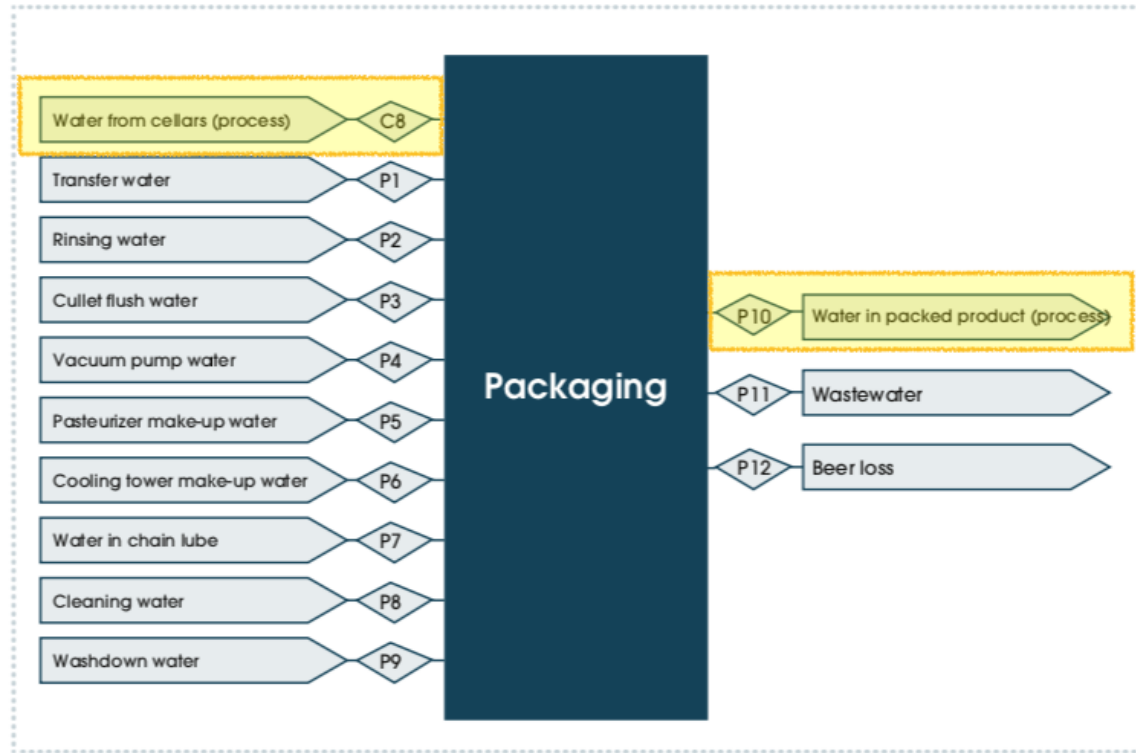 Water from cellars (process) C8
Transfer water P1
Rinsing water P2
Cullet flush water P3
Vacuum pump water P4
Pasteurizer make-up water P5
Cooling tower make-up water P6
Water in chain lube P7
Cleaning water P8
Washdown water P9
Packaging
P10 Water in packed product (process)
P11 Wastewater
P12 Beer loss